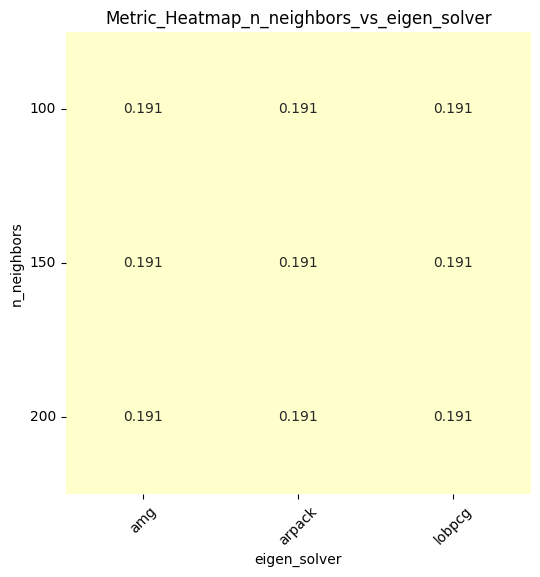 Metric_Heatmap_n_neighbors_vs_eigen_solver
n_neighbors
100 0.191 0.191 0.191
150 0.191 0.191 0.191
200 0.191 0.191 0.191
amg arpack lobpcg
eigen_solver